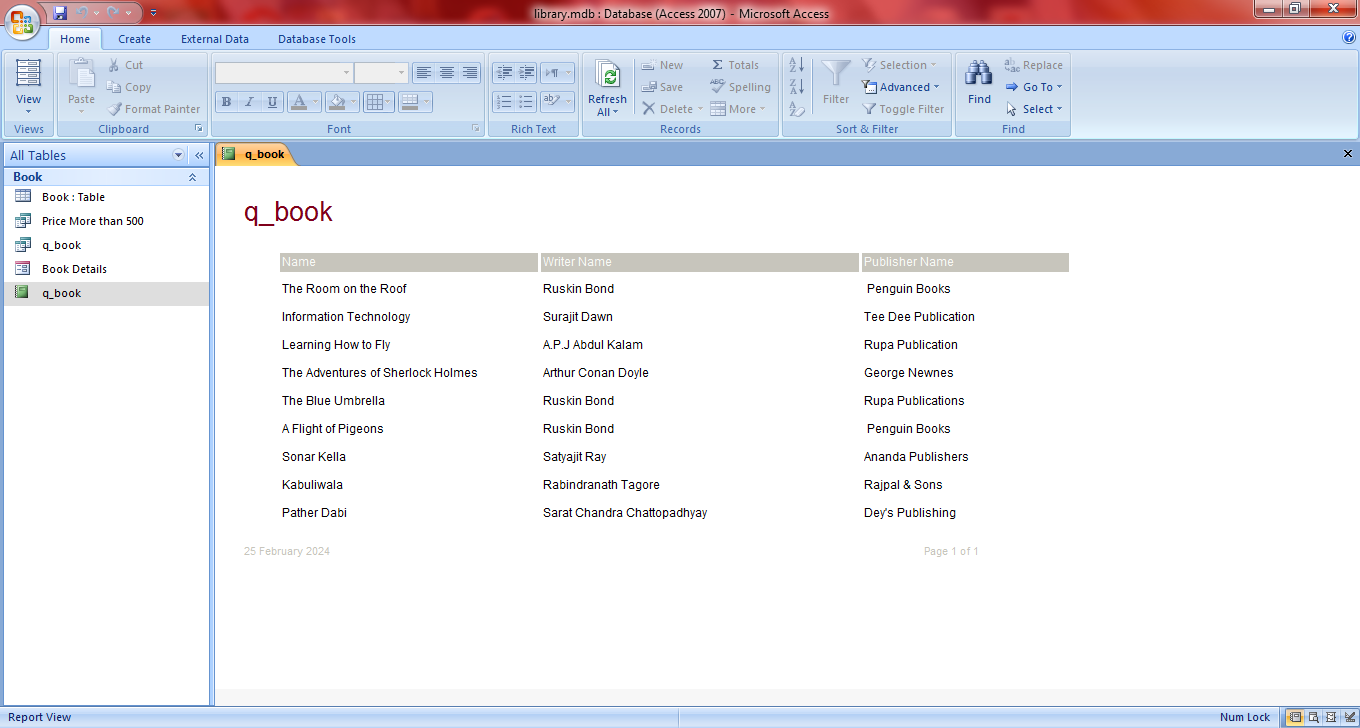 library.mdb : Database (Access 2007) - Microsoft Access
Home Create External Data Database Tools
View
Views
Paste
Cut
Copy
Format Painter
Clipboard
B I U A
Font
ab
Rich Text
Refresh All
New
Save
Delete
Σ Totals
ABC Spelling
More
Records
A Z
Z A
Filter
Selection
Advanced
Toggle Filter
Sort & Filter
Find
Replace
Go To
Select
Find
All Tables
Book
Book : Table
Price More than 500
q_book
Book Details
q_book
q_book
q_book
Name Writer Name Publisher Name
The Room on the Roof Ruskin Bond Penguin Books
Information Technology Surajit Dawn Tee Dee Publication
Learning How to Fly A.P.J Abdul Kalam Rupa Publication
The Adventures of Sherlock Holmes Arthur Conan Doyle George Newnes
The Blue Umbrella Ruskin Bond Rupa Publications
A Flight of Pigeons Ruskin Bond Penguin Books
Sonar Kella Satyajit Ray Ananda Publishers
Kabuliwala Rabindranath Tagore Rajpal & Sons
Pather Dabi Sarat Chandra Chattopadhyay Dey's Publishing
25 February 2024 Page 1 of 1
Report View Num Lock